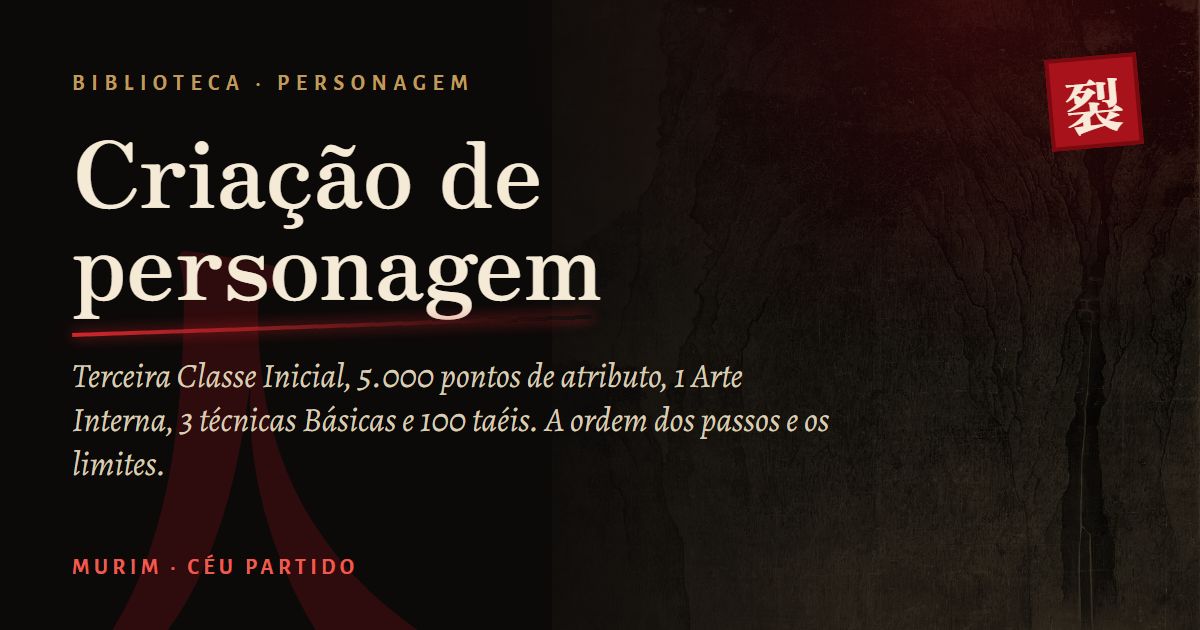 BIBLIOTECA · PERSONAGEM
裂
Criação de
personagem
Terceira Classe Inicial, 5.000 pontos de atributo, 1 Arte
Interna, 3 técnicas Básicas e 100 taéis. A ordem dos passos e os
limites.
MURIM · CÉU PARTIDO